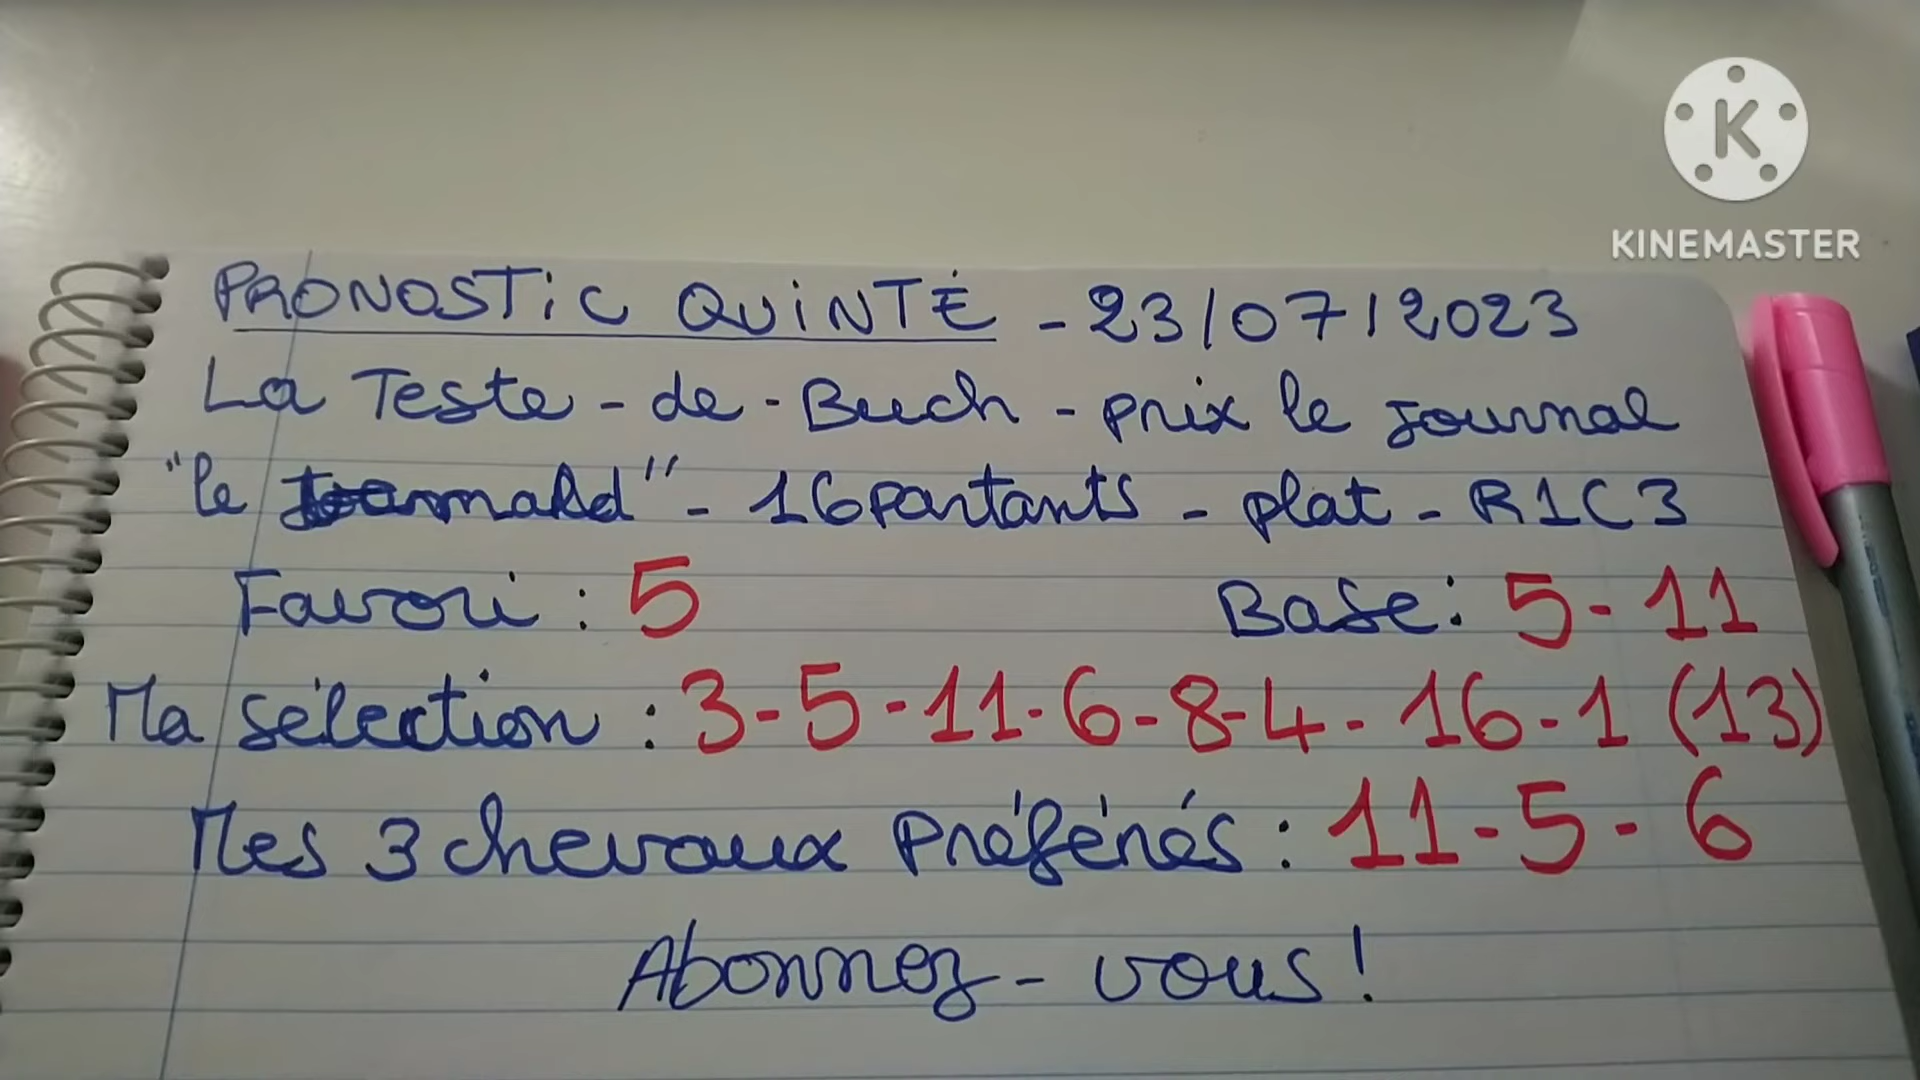 K
KINEMASTER
PRONOSTIC QUINTÉ - 23/07/2023
La Teste-de-Buch - prix le journal
"le " - 16 partants - plat - R1C3
Favori : 5 Base : 5-11
Ma sélection : 3-5-11-6-8-4-16-1 (13)
Mes 3 chevaux préférés : 11-5-6
Abonnez-vous !